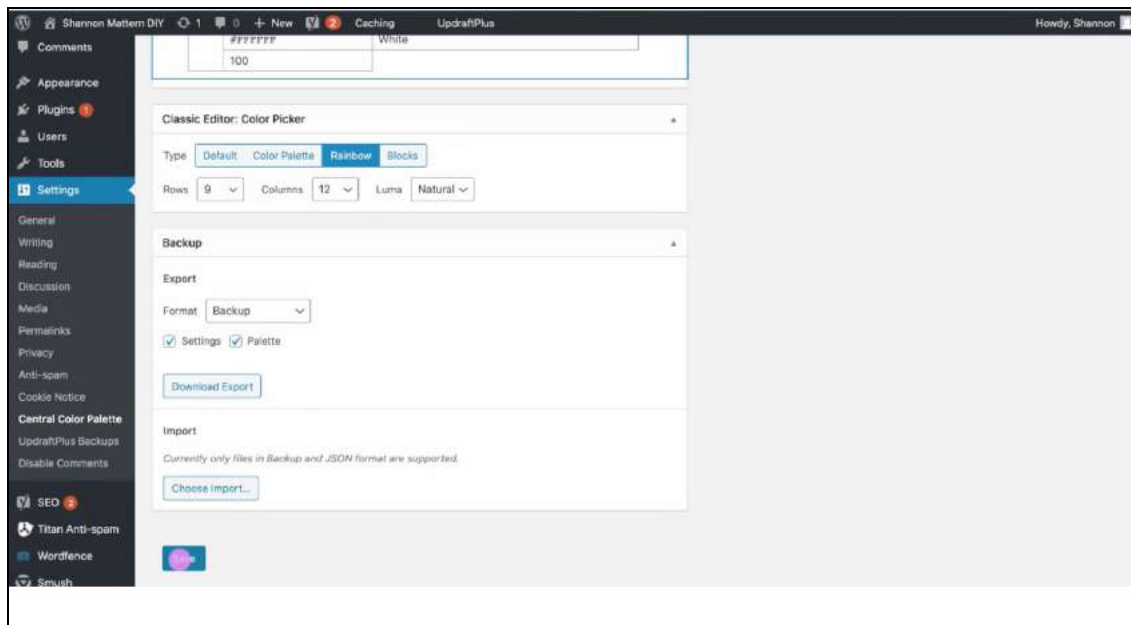 Shannon Mattern DIY 1 0 + New 2 Caching UpdraftPlus Howdy, Shannon
Comments
Appearance
Plugins 1
Users
Tools
Settings
General
Writing
Reading
Discussion
Media
Permalinks
Privacy
Anti-spam
Cookie Notice
Central Color Palette
UpdraftPlus Backups
Disable Comments
SEO 2
Titan Anti-spam
Wordfence
Smush
#FFFFFF White
100
Classic Editor: Color Picker
Type Default Color Palette Rainbow Blocks
Rows 9 Columns 12 Luma Natural
Backup
Export
Format Backup
Settings Palette
Download Export
Import
Currently only files in Backup and JSON format are supported.
Choose Import...
Save